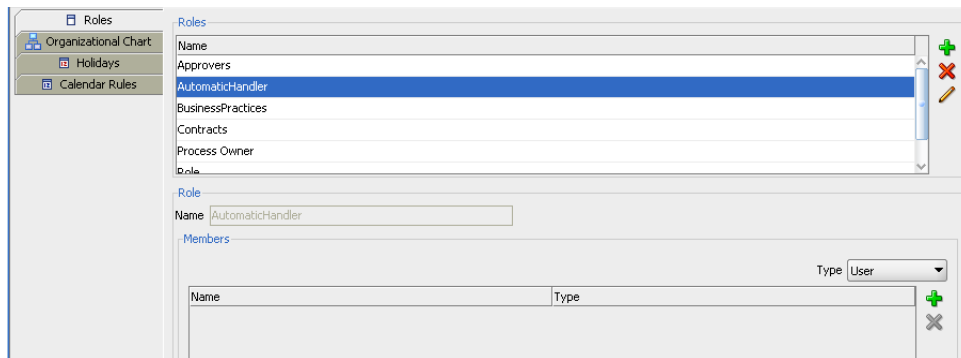 Roles
Organizational Chart
Holidays
Calendar Rules
Roles
Name
Approvers
AutomaticHandler
BusinessPractices
Contracts
Process Owner
Role
Role
Name AutomaticHandler
Members
Type User
Name Type